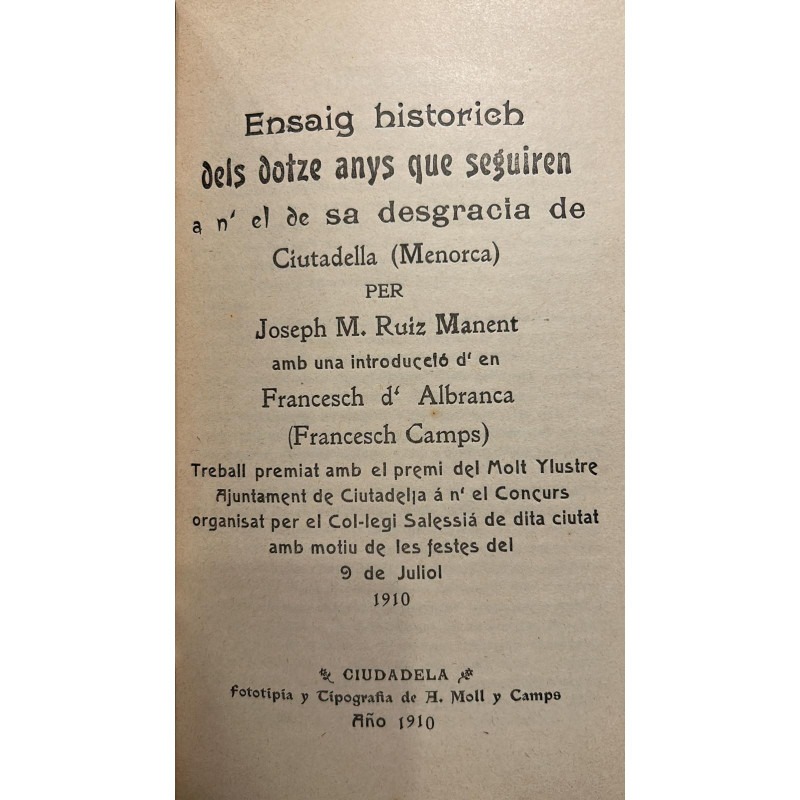 Ensaig historich
dels dotze anys que seguiren
a n' el de sa desgracia de
Ciutadella (Menorca)
PER
Joseph M. Ruiz Manent
amb una introducció d' en
Francesch d' Albranca
(Francesch Camps)
Treball premiat amb el premi del Molt Ylustre
Ajuntament de Ciutadella á n' el Concurs
organisat per el Col-legi Salessiá de dita ciutat
amb motiu de les festes del
9 de Juliol
1910
CIUDADELA
Fototipia y Tipografia de A. Moll y Camps
Año 1910